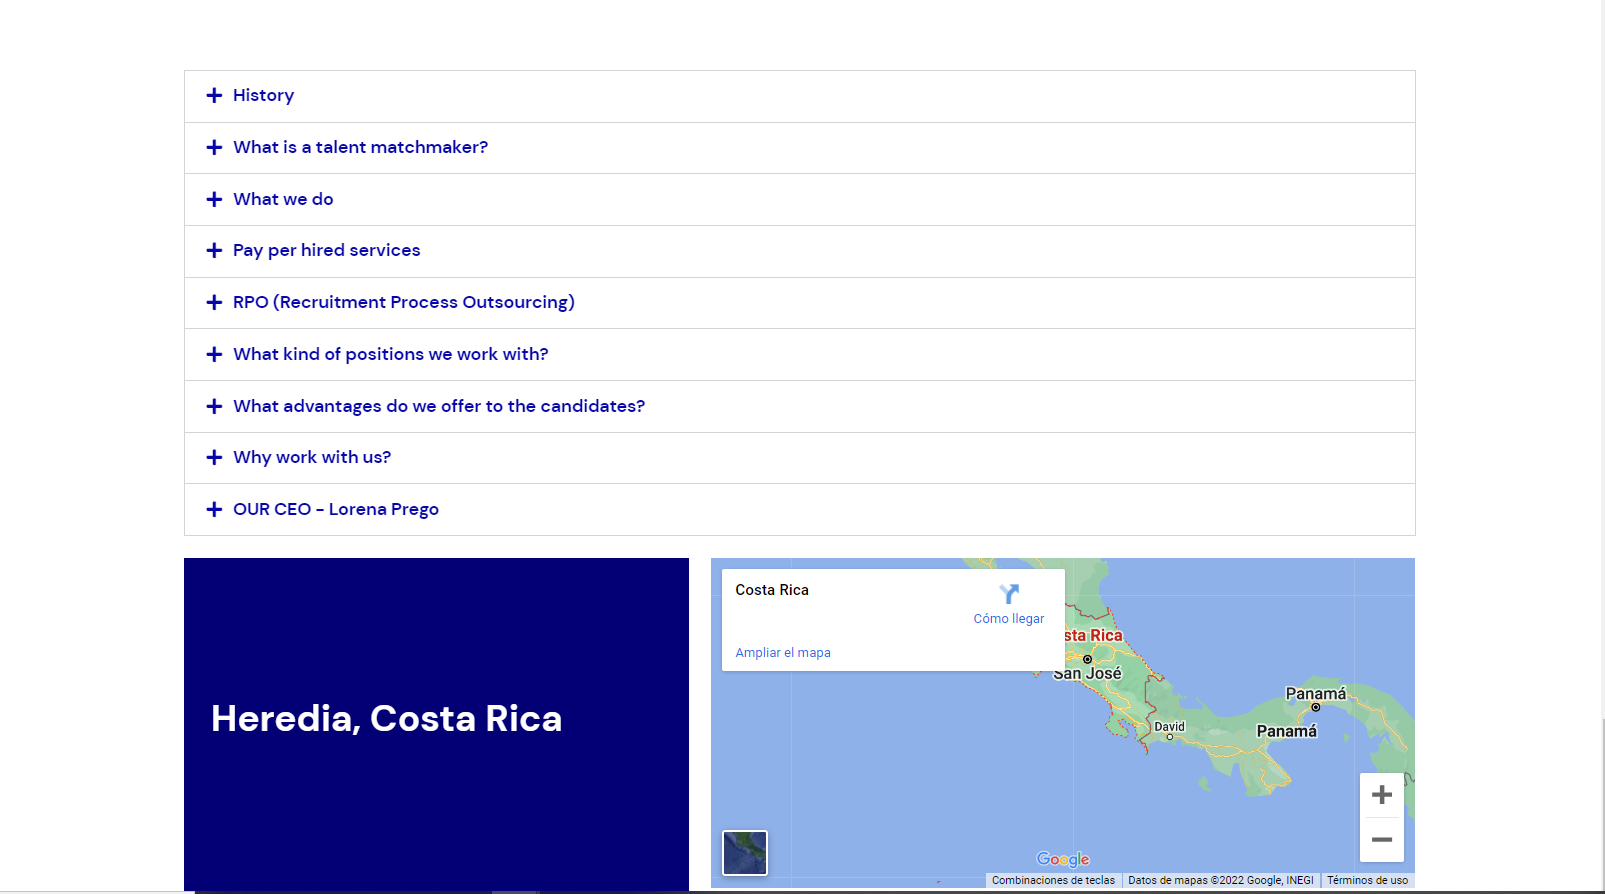 History
What is a talent matchmaker?
What we do
Pay per hired services
RPO (Recruitment Process Outsourcing)
What kind of positions we work with?
What advantages do we offer to the candidates?
Why work with us?
OUR CEO - Lorena Prego
Heredia, Costa Rica
Costa Rica
Cómo llegar
Ampliar el mapa
sta Rica
San José
David
Panamá
Panamá
Google
Combinaciones de teclas
Datos de mapas ©2022 Google, INEGI
Términos de uso